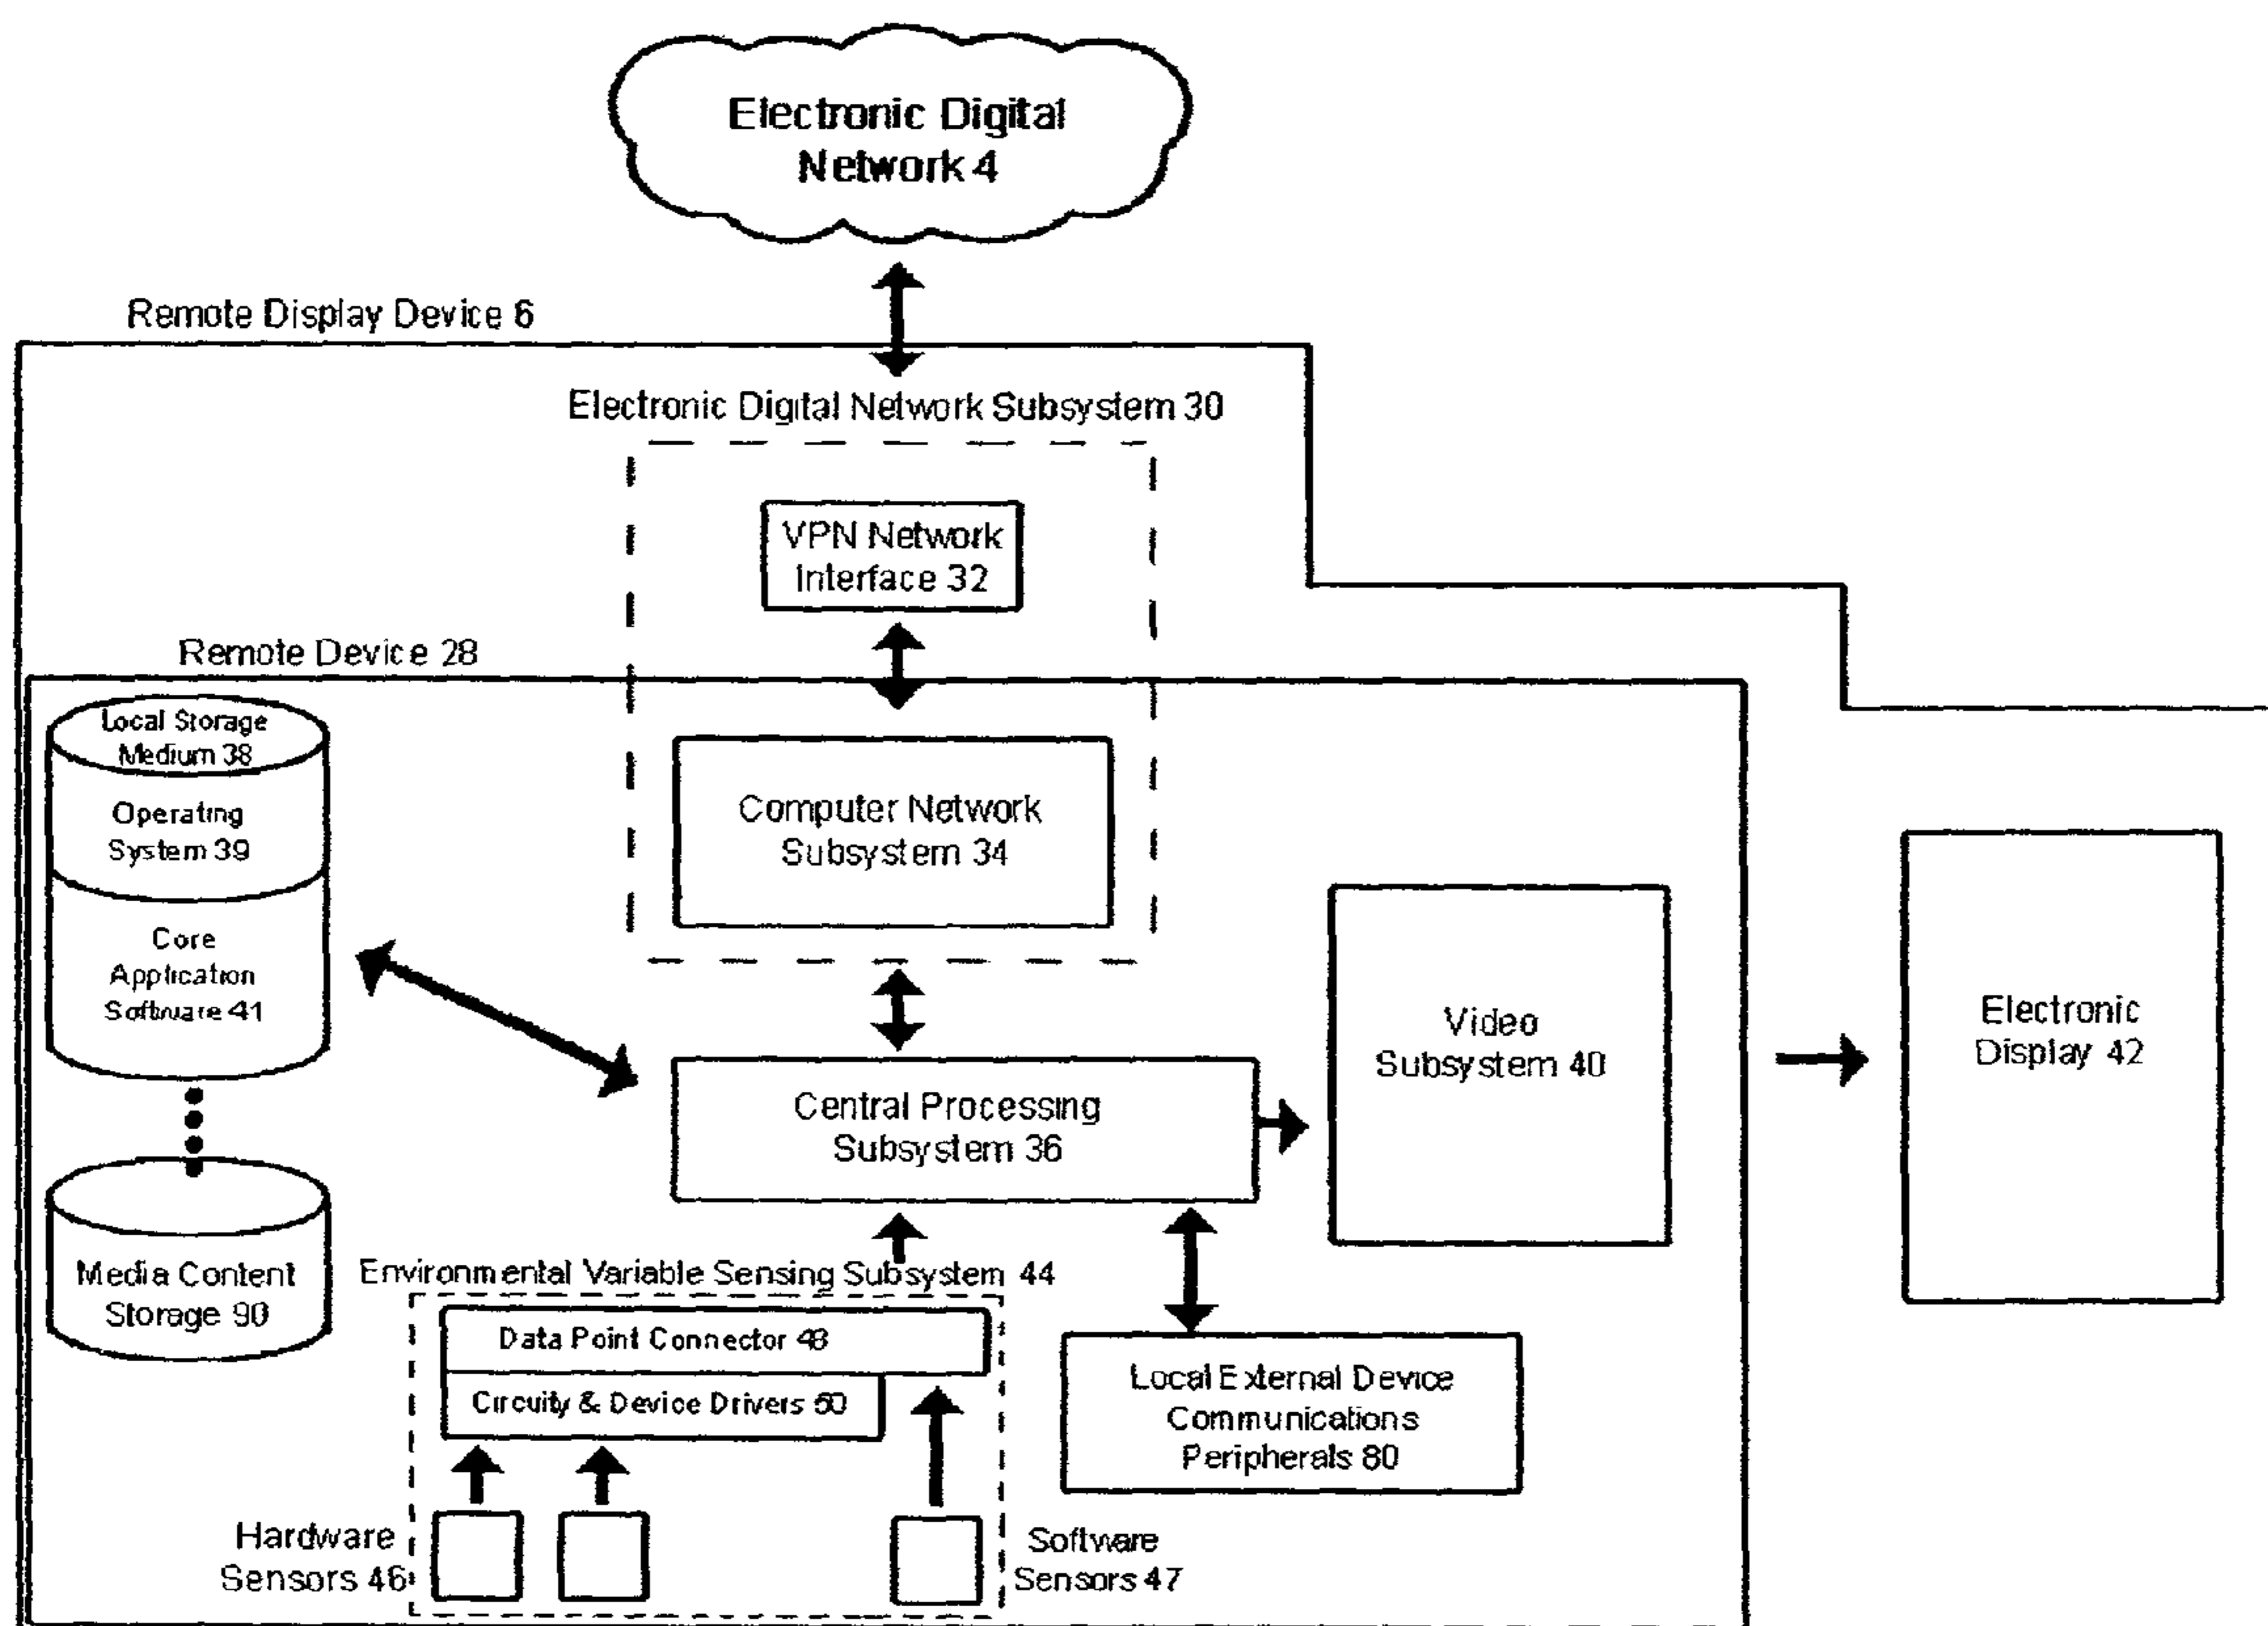 Electronic Digital
Network 4
Remote Display Device 6
Electronic Digital Network Subsystem 30
VPN Network
Interface 32
Remote Device 28
Local Storage
Medium 38
Operating
System 39
Core
Application
Software 41
Computer Network
Subsystem 34
Video
Subsystem 40
Electronic
Display 42
Central Processing
Subsystem 36
Media Content
Storage 90
Environmental Variable Sensing Subsystem 44
Data Point Connector 48
Circuity & Device Drivers 50
Local External Device
Communications
Peripherals 80
Hardware
Sensors 46
Software
Sensors 47